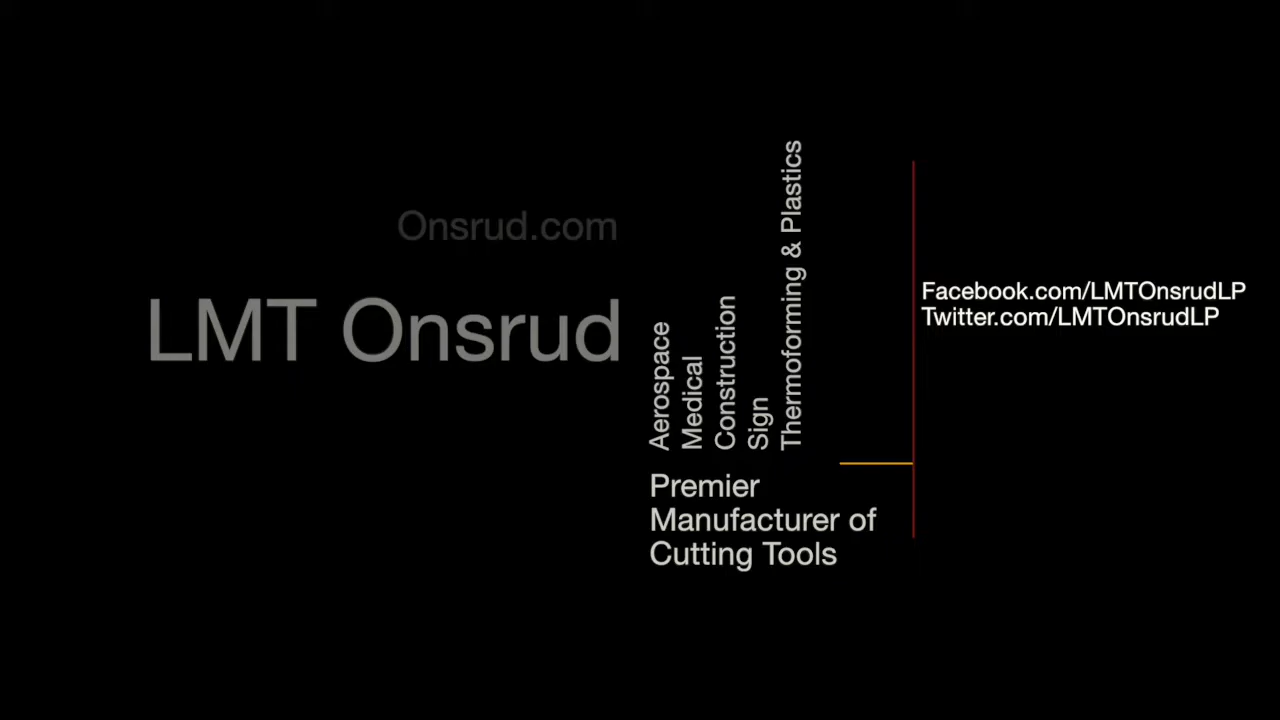 Onsrud.com
LMT Onsrud
Aerospace
Medical
Construction
Sign
Thermoforming & Plastics
Premier
Manufacturer of
Cutting Tools
Facebook.com/LMTOnsrudLP
Twitter.com/LMTOnsrudLP